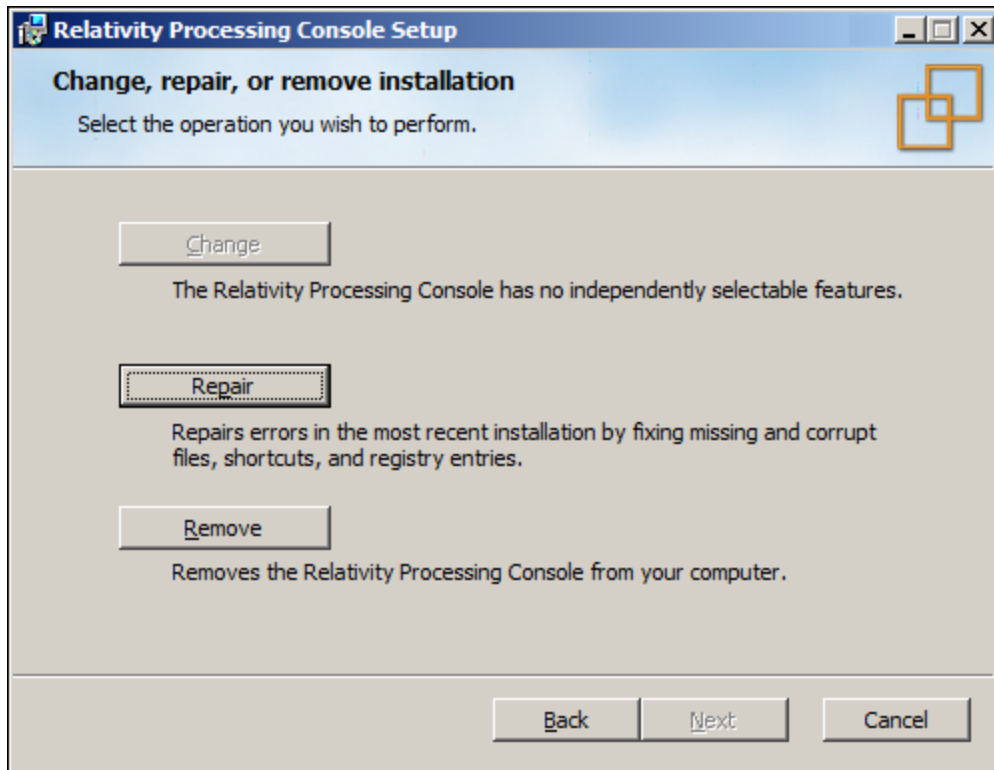 Relativity Processing Console Setup
Change, repair, or remove installation
Select the operation you wish to perform.
Change
The Relativity Processing Console has no independently selectable features.
Repair
Repairs errors in the most recent installation by fixing missing and corrupt
files, shortcuts, and registry entries.
Remove
Removes the Relativity Processing Console from your computer.
Back Next Cancel